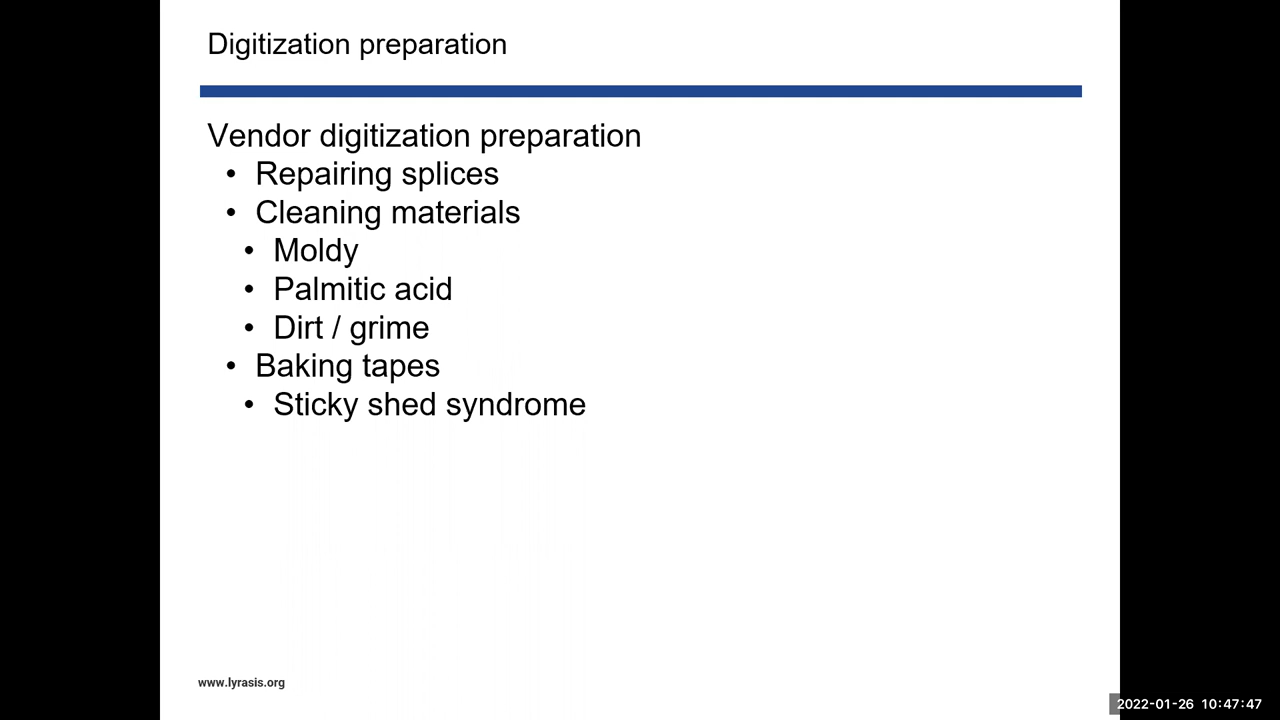 Digitization preparation
Vendor digitization preparation
• Repairing splices
• Cleaning materials
• Moldy
• Palmitic acid
• Dirt / grime
• Baking tapes
• Sticky shed syndrome
www.lyrasis.org
2022-01-26 10:47:47